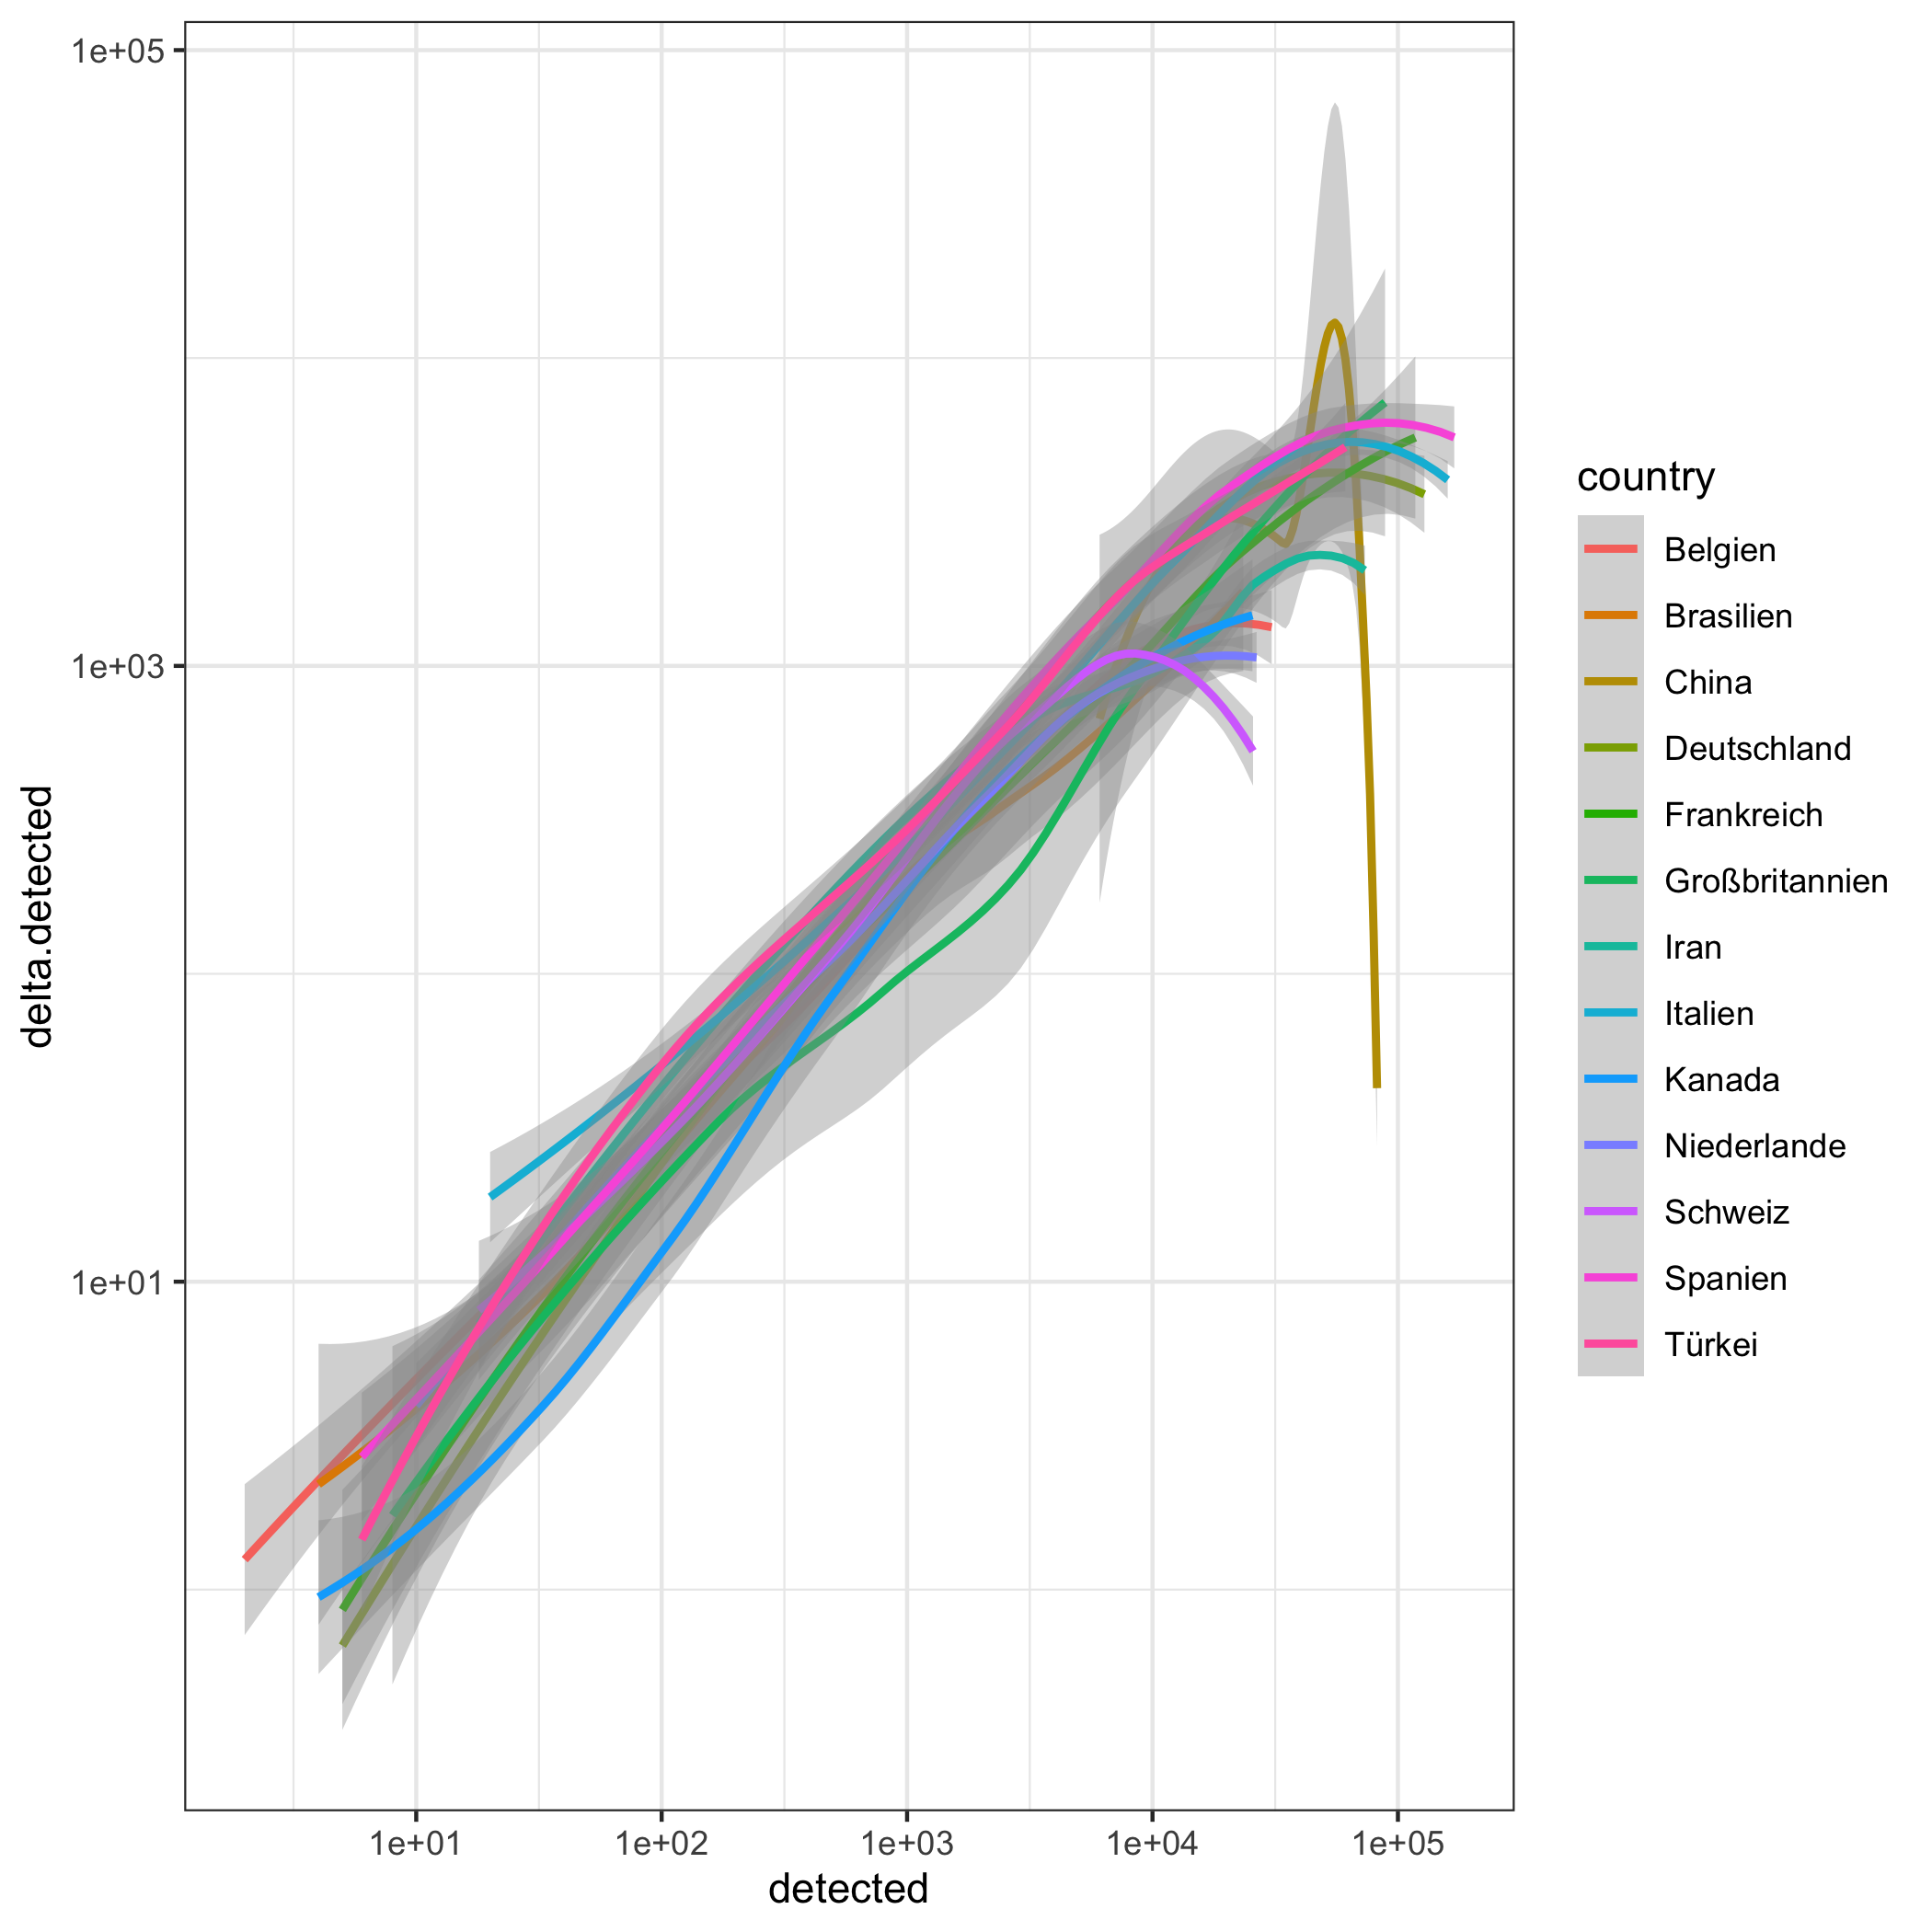 delta.detected
1e+05
1e+03
1e+01
1e+01
1e+02
1e+03
1e+04
1e+05
detected
country
Belgien
Brasilien
China
Deutschland
Frankreich
Großbritannien
Iran
Italien
Kanada
Niederlande
Schweiz
Spanien
Türkei